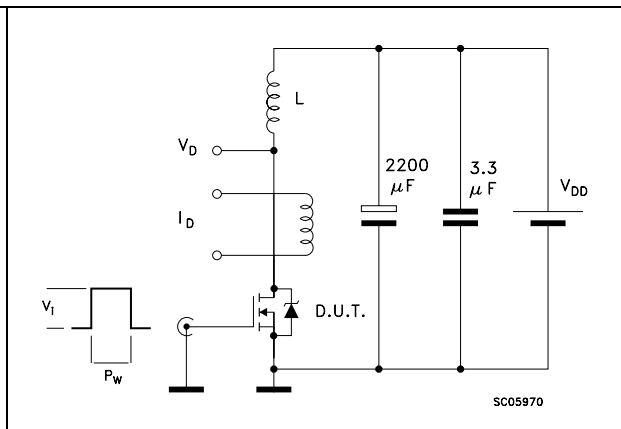 L
V_D
2200
μF
3.3
μF
V_DD
I_D
D.U.T.
V_i
P_W
SC05970